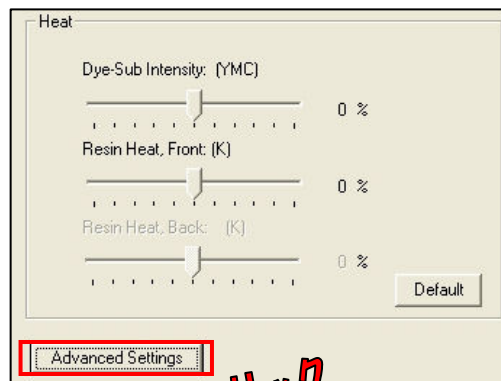 Heat
Dye-Sub Intensity: (YMC)
0 %
Resin Heat, Front: (K)
0 %
Resin Heat, Back: (K)
0 %
Default
Advanced Settings